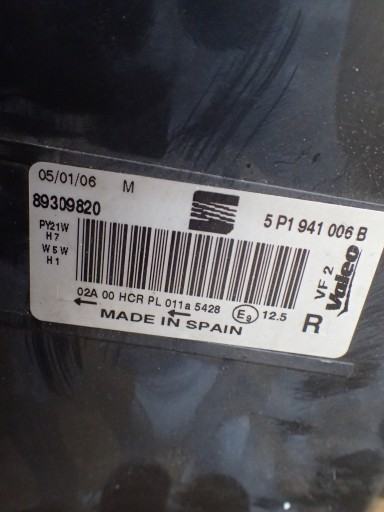 05/01/06 M
89309820
5 P1 941 006 B
PY21W
H7
W5W
H1
VF 2
Valeo
02A 00 HCR PL 011a 5428
E9 12.5
R
MADE IN SPAIN